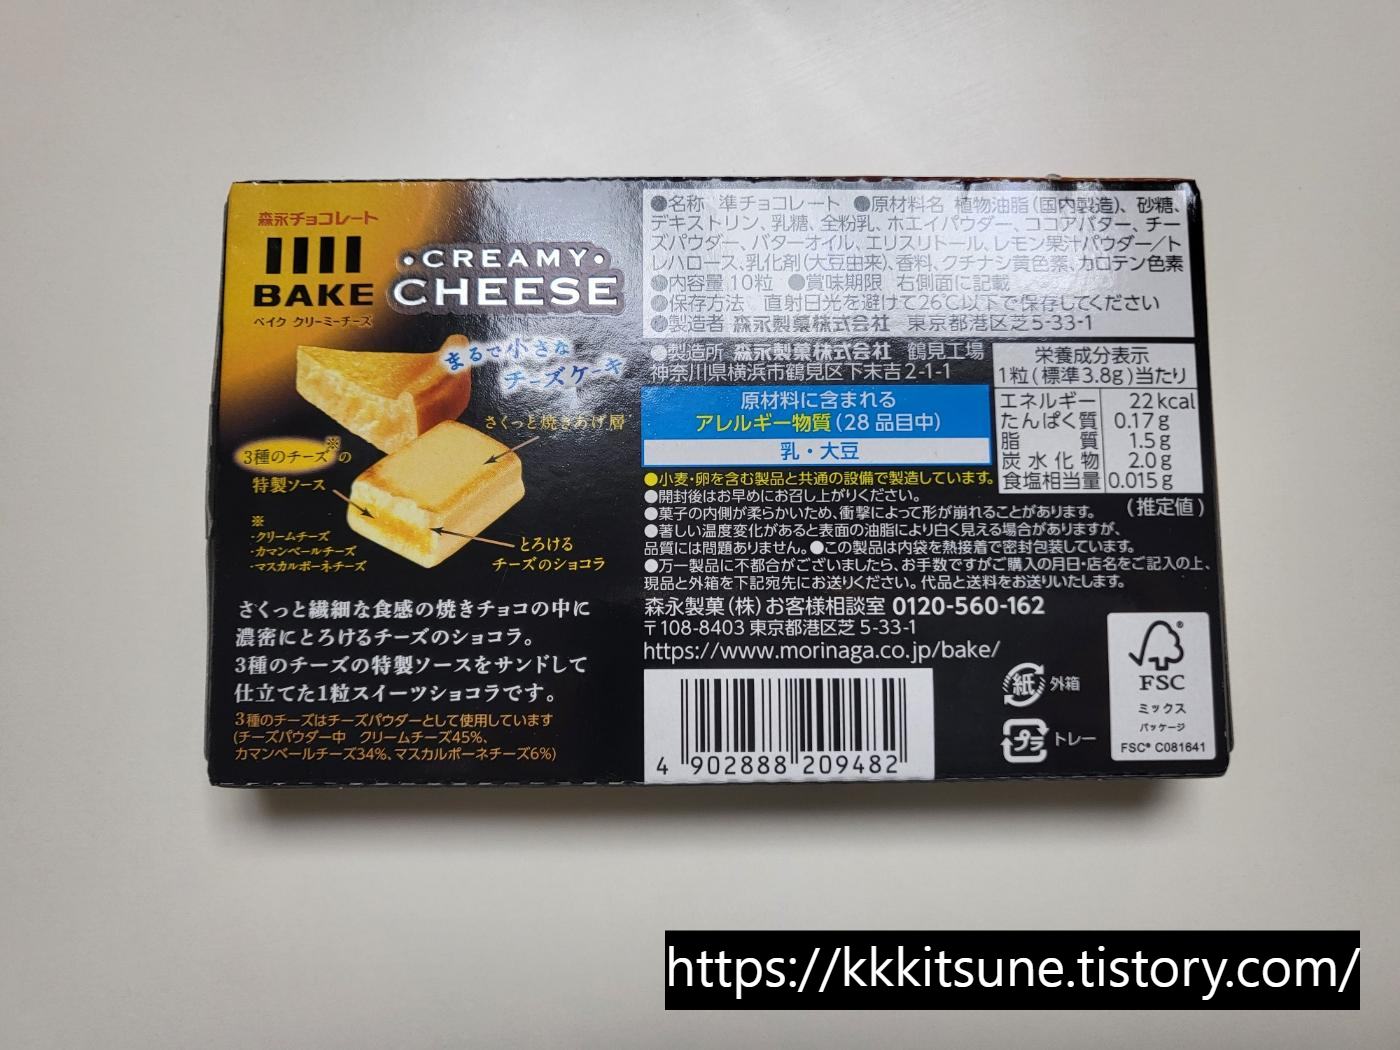 森永チョコレート
BAKE
ベイク クリーミーチーズ
・CREAMY・
CHEESE
まるで小さな
チーズケーキ
さくっと焼きあげ層
3種のチーズ※の
特製ソース
※
・クリームチーズ
・カマンベールチーズ
・マスカルポーネチーズ
とろける
チーズのショコラ
さくっと繊細な食感の焼きチョコの中に
濃密にとろけるチーズのショコラ。
3種のチーズの特製ソースをサンドして
仕立てた1粒スイーツショコラです。
3種のチーズはチーズパウダーとして使用しています
(チーズパウダー中 クリームチーズ45%、
カマンベールチーズ34%、マスカルポーネチーズ6%)
●名称 準チョコレート ●原材料名 植物油脂(国内製造)、砂糖、
デキストリン、乳糖、全粉乳、ホエイパウダー、ココアバター、チー
ズパウダー、バターオイル、エリスリトール、レモン果汁パウダー／ト
レハロース、乳化剤(大豆由来)、香料、クチナシ黄色素、カロテン色素
●内容量 10粒 ●賞味期限 右側面に記載
●保存方法 直射日光を避けて26℃以下で保存してください
●製造者 森永製菓株式会社 東京都港区芝5-33-1
●製造所 森永製菓株式会社 鶴見工場
神奈川県横浜市鶴見区下末吉2-1-1
原材料に含まれる
アレルギー物質(28品目中)
乳・大豆
栄養成分表示
1粒(標準3.8g)当たり
エネルギー 22kcal
たんぱく質 0.17g
脂質 1.5g
炭水化物 2.0g
食塩相当量 0.015g
(推定値)
●小麦・卵を含む製品と共通の設備で製造しています。
●開封後はお早めにお召し上がりください。
●菓子の内側が柔らかいため、衝撃によって形が崩れることがあります。
●著しい温度変化があると表面の油脂により白く見える場合がありますが、
品質には問題ありません。●この製品は内袋を熱接着で密封包装しています。
●万一製品に不都合がございましたら、お手数ですがご購入の月日・店名をご記入の上、
現品と外箱を下記宛先にお送りください。代品と送料をお送りいたします。
森永製菓(株)お客様相談室 0120-560-162
〒108-8403 東京都港区芝5-33-1
https://www.morinaga.co.jp/bake/
4 902888 209482
紙 外箱
プラ トレー
FSC
ミックス
パッケージ
FSC® C081641
https://kkkitsune.tistory.com/